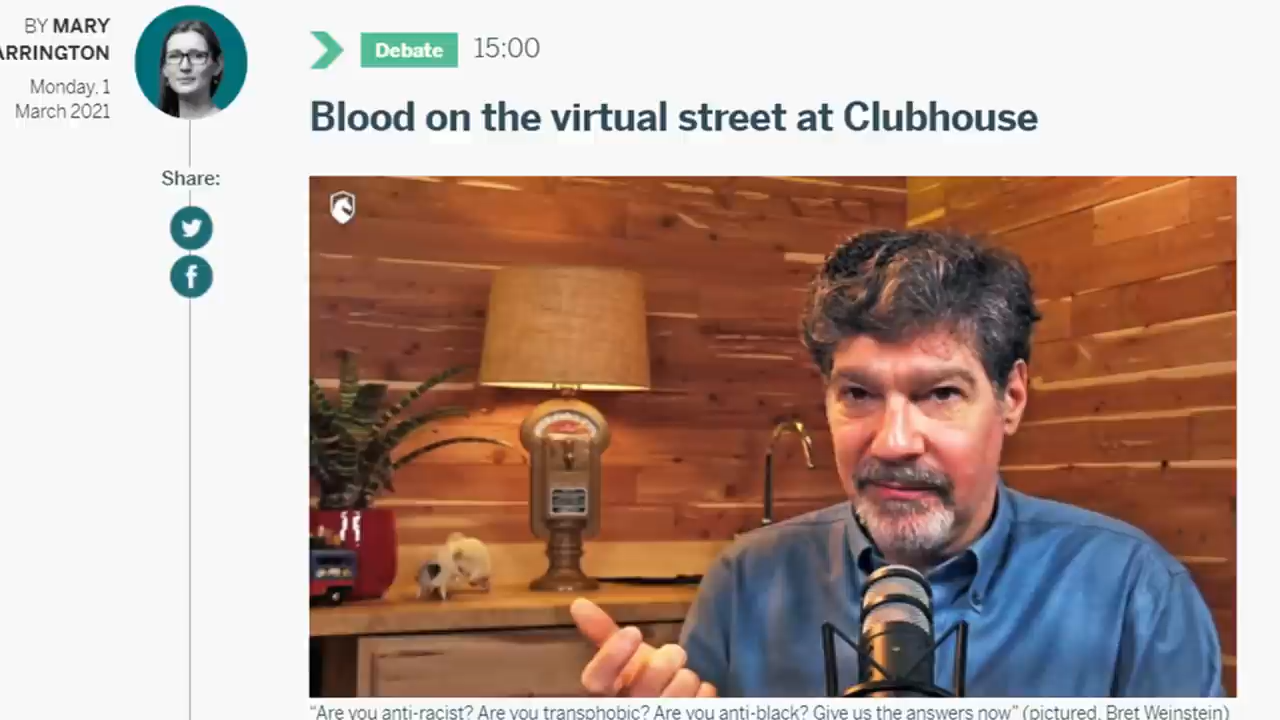 BY MARY
ARRINGTON
Monday, 1
March 2021
Share:
Debate 15:00
Blood on the virtual street at Clubhouse
"Are you anti-racist? Are you transphobic? Are you anti-black? Give us the answers now" (pictured, Bret Weinstein)